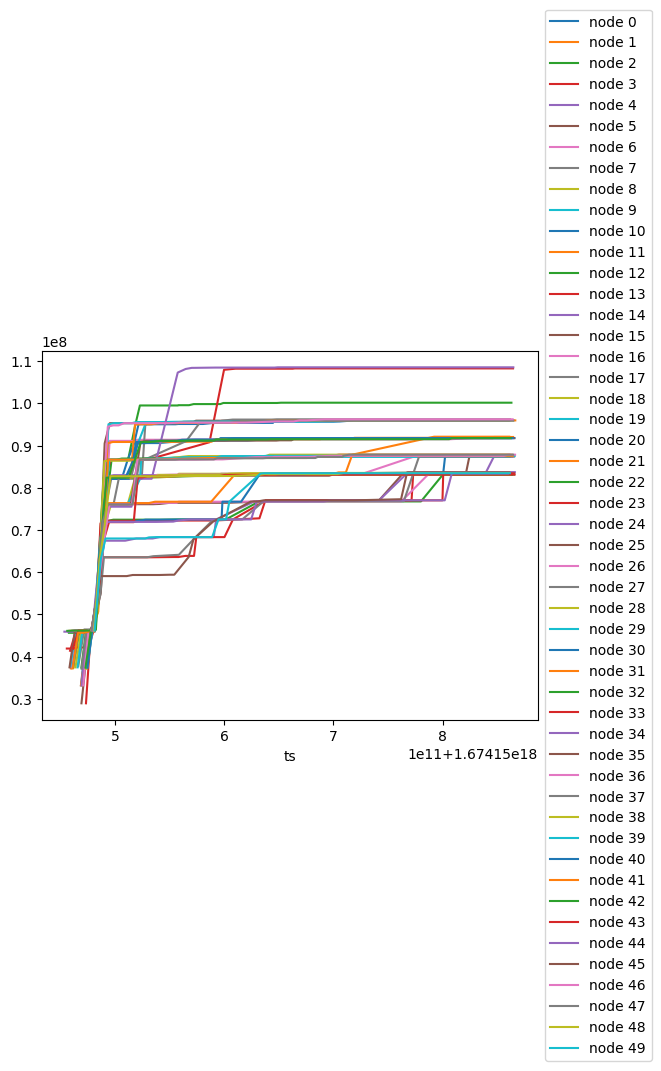 1e8
1.1
1.0
0.9
0.8
0.7
0.6
0.5
0.4
0.3
5
6
7
8
ts
1e11+1.67415e18
node 0
node 1
node 2
node 3
node 4
node 5
node 6
node 7
node 8
node 9
node 10
node 11
node 12
node 13
node 14
node 15
node 16
node 17
node 18
node 19
node 20
node 21
node 22
node 23
node 24
node 25
node 26
node 27
node 28
node 29
node 30
node 31
node 32
node 33
node 34
node 35
node 36
node 37
node 38
node 39
node 40
node 41
node 42
node 43
node 44
node 45
node 46
node 47
node 48
node 49